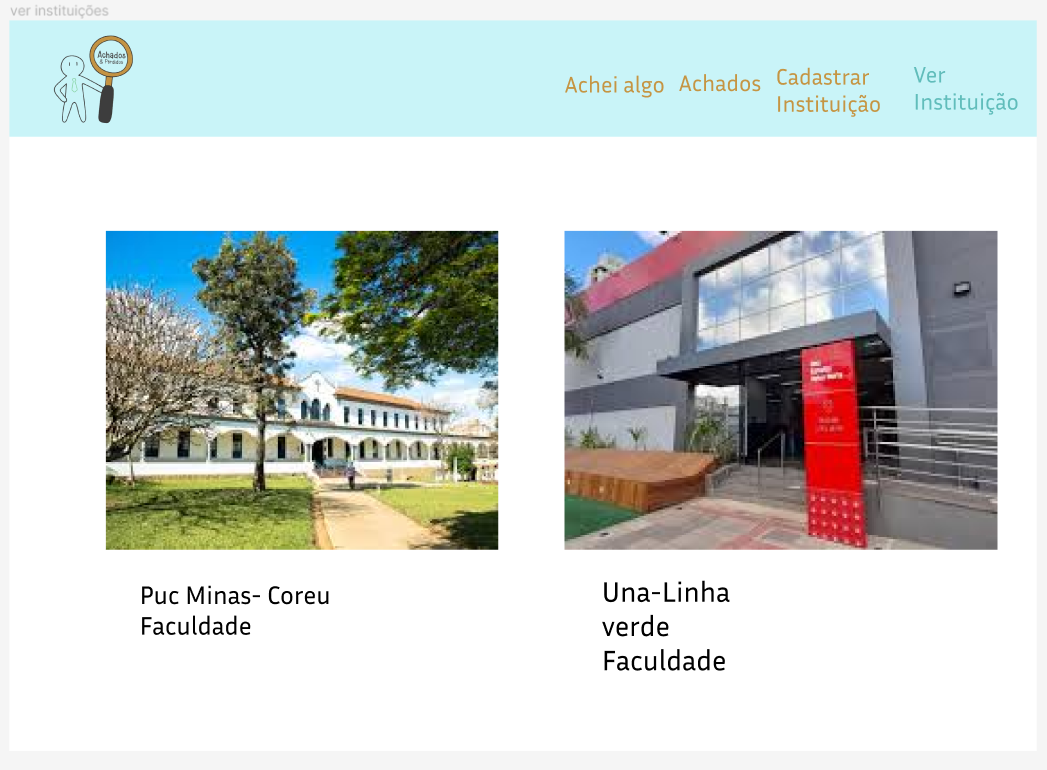 ver instituições
Achados
& Perdidos
Achei algo
Achados
Cadastrar
Instituição
Ver
Instituição
Puc Minas- Coreu
Faculdade
Una-Linha
verde
Faculdade